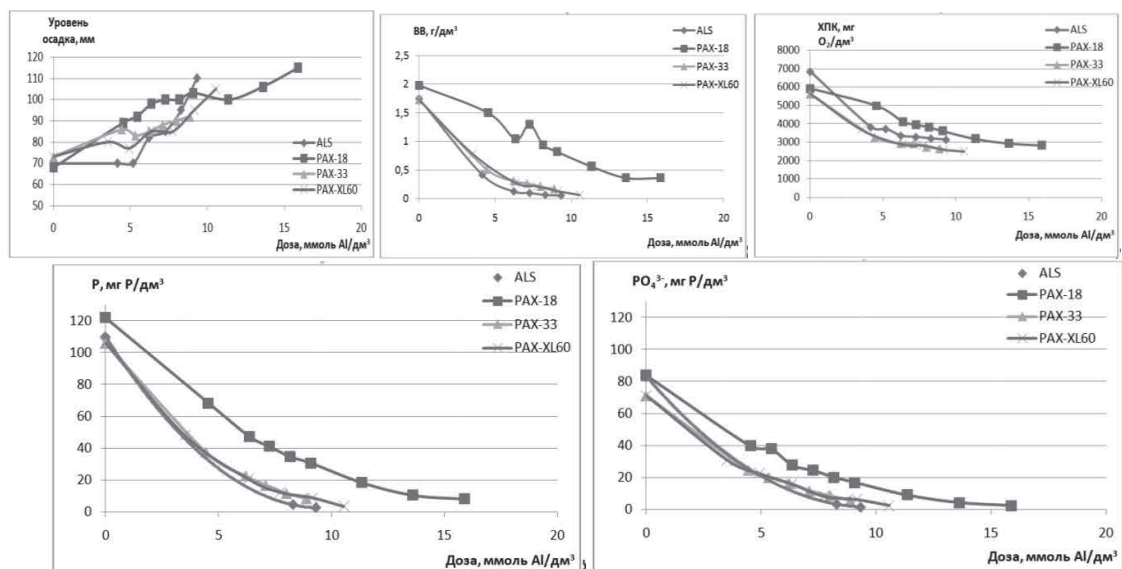 Уровень
осадка, мм
120
110
100
90
80
70
60
50
0 5 10 15 20
Доза, ммоль Al/дм³
ALS
PAX-18
PAX-33
PAX-XL60
ВВ, г/дм³
2,5
2
1,5
1
0,5
0
0 5 10 15 20
Доза, ммоль Al/дм³
ALS
PAX-18
PAX-33
PAX-XL60
ХПК, мг
O₂/дм³
8000
7000
6000
5000
4000
3000
2000
1000
0
0 5 10 15 20
Доза, ммоль Al/дм³
ALS
PAX-18
PAX-33
PAX-XL60
P, мг P/дм³
120
100
80
60
40
20
0
0 5 10 15 20
Доза, ммоль Al/дм³
ALS
PAX-18
PAX-33
PAX-XL60
PO₄³⁻, мг P/дм³
120
100
80
60
40
20
0
0 5 10 15 20
Доза, ммоль Al/дм³
ALS
PAX-18
PAX-33
PAX-XL60